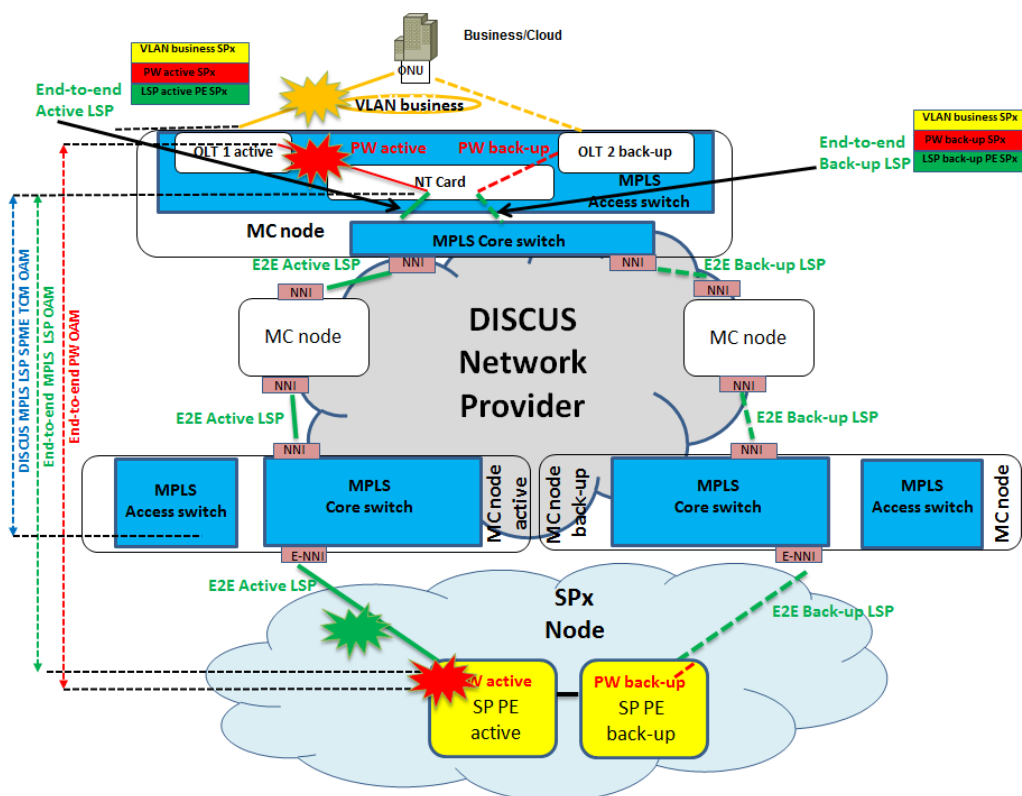 Business/Cloud
ONU
VLAN business SPx
PW active SPx
LSP active PE SPx
End-to-end
Active LSP
VLAN business
VLAN business SPx
PW back-up SPx
LSP back-up PE SPx
End-to-end
Back-up LSP
OLT 1 active
PW active
PW back-up
OLT 2 back-up
NT Card
MPLS
Access switch
MC node
MPLS Core switch
E2E Active LSP
NNI
NNI
E2E Back-up LSP
NNI
NNI
MC node
DISCUS
Network
Provider
MC node
NNI
NNI
E2E Active LSP
E2E Back-up LSP
NNI
NNI
MPLS
Access switch
MPLS
Core switch
MC node
active
MC node
back-up
MPLS
Core switch
MPLS
Access switch
MC node
E-NNI
E-NNI
E2E Active LSP
E2E Back-up LSP
SPx
Node
W active
SP PE
active
PW back-up
SP PE
back-up
DISCUS MPLS LSP SPME TCM OAM
End-to-end MPLS LSP OAM
End-to-end PW OAM